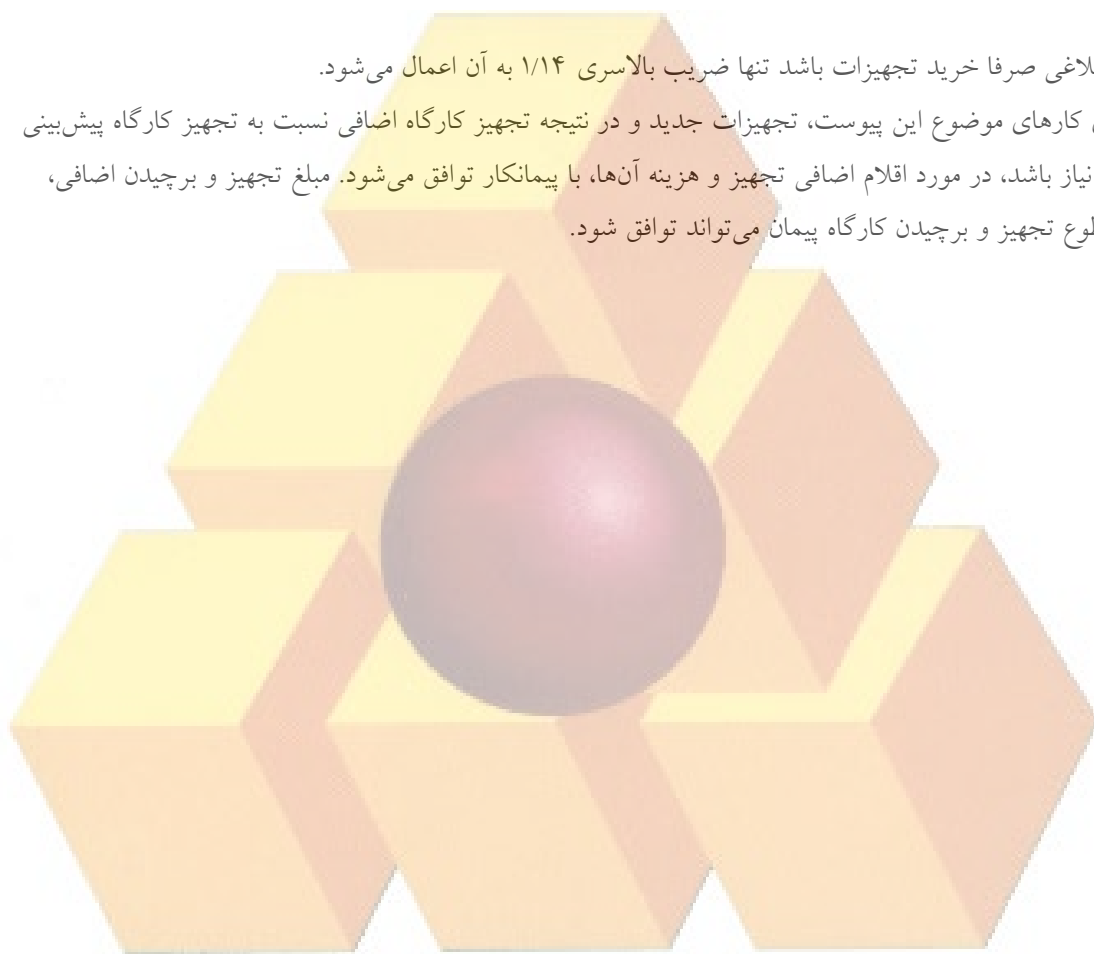 لاغی صرفا خرید تجهیزات باشد تنها ضریب بالاسری ۱/۱۴ به آن اعمال می‌شود.
کارهای موضوع این پیوست، تجهیزات جدید و در نتیجه تجهیز کارگاه اضافی نسبت به تجهیز کارگاه پیش‌بینی
نیاز باشد، در مورد اقلام اضافی تجهیز و هزینه آن‌ها، با پیمانکار توافق می‌شود. مبلغ تجهیز و برچیدن اضافی،
طوع تجهیز و برچیدن کارگاه پیمان می‌تواند توافق شود.